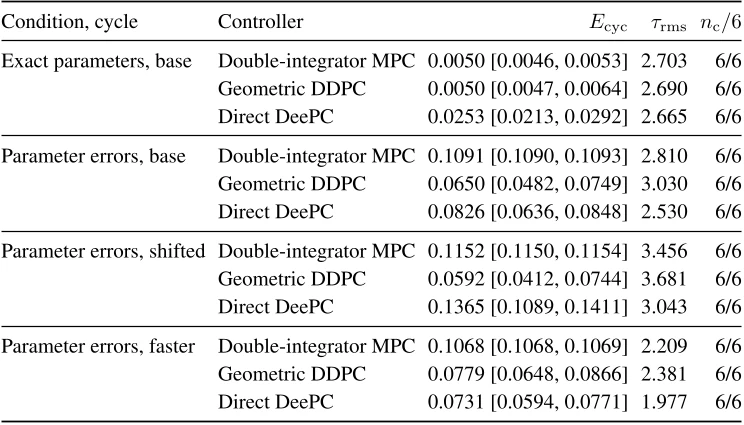 Condition, cycle Controller E_cyc τ_rms n_c/6
Exact parameters, base Double-integrator MPC 0.0050 [0.0046, 0.0053] 2.703 6/6
Geometric DDPC 0.0050 [0.0047, 0.0064] 2.690 6/6
Direct DeePC 0.0253 [0.0213, 0.0292] 2.665 6/6
Parameter errors, base Double-integrator MPC 0.1091 [0.1090, 0.1093] 2.810 6/6
Geometric DDPC 0.0650 [0.0482, 0.0749] 3.030 6/6
Direct DeePC 0.0826 [0.0636, 0.0848] 2.530 6/6
Parameter errors, shifted Double-integrator MPC 0.1152 [0.1150, 0.1154] 3.456 6/6
Geometric DDPC 0.0592 [0.0412, 0.0744] 3.681 6/6
Direct DeePC 0.1365 [0.1089, 0.1411] 3.043 6/6
Parameter errors, faster Double-integrator MPC 0.1068 [0.1068, 0.1069] 2.209 6/6
Geometric DDPC 0.0779 [0.0648, 0.0866] 2.381 6/6
Direct DeePC 0.0731 [0.0594, 0.0771] 1.977 6/6